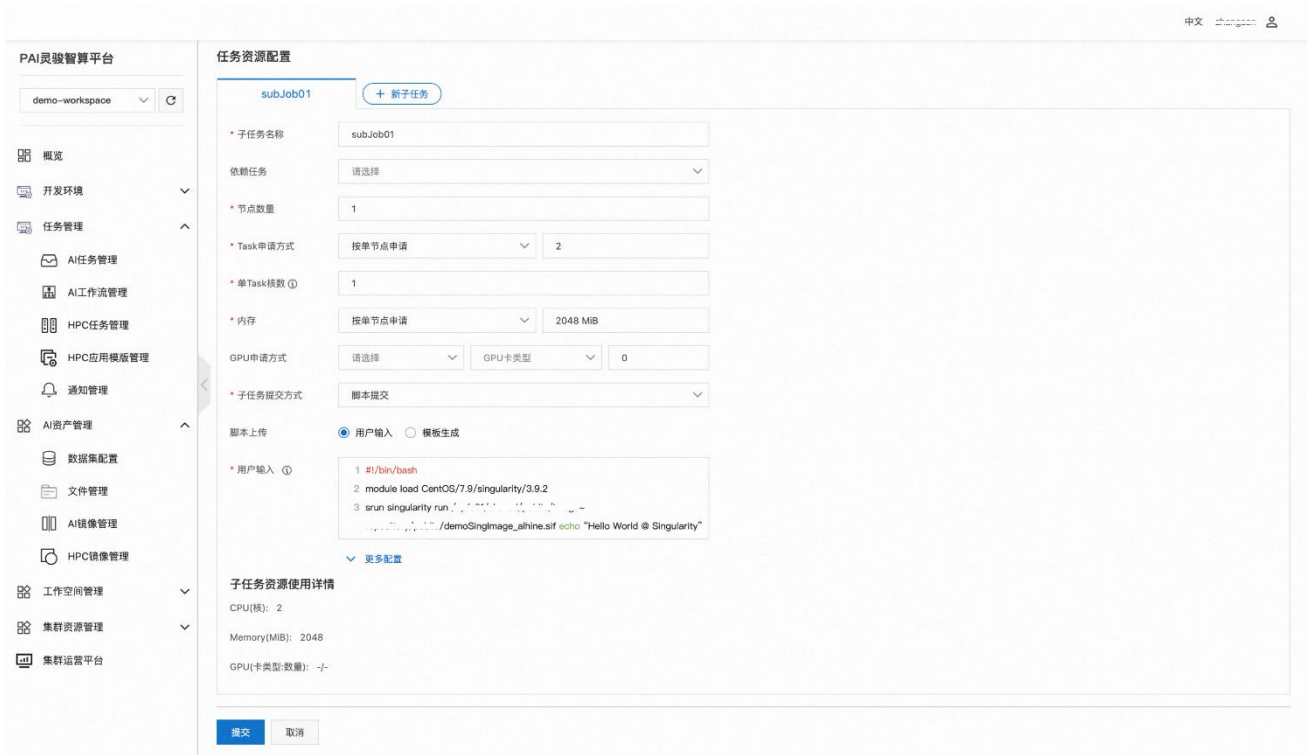 中文
PAI灵骏智算平台
demo-workspace
概览
开发环境
任务管理
AI任务管理
AI工作流管理
HPC任务管理
HPC应用模版管理
通知管理
AI资产管理
数据集配置
文件管理
AI镜像管理
HPC镜像管理
工作空间管理
集群资源管理
集群运营平台
任务资源配置
subJob01 + 新子任务
* 子任务名称 subJob01
依赖任务 请选择
* 节点数量 1
* Task申请方式 按单节点申请 2
* 单Task核数 1
* 内存 按单节点申请 2048 MiB
GPU申请方式 请选择 GPU卡类型 0
* 子任务提交方式 脚本提交
脚本上传 用户输入 模板生成
* 用户输入 1 #!/bin/bash
2 module load CentOS/7.9/singularity/3.9.2
3 srun singularity run
/demoSingImage_alhine.sif echo "Hello World @ Singularity"
更多配置
子任务资源使用详情
CPU(核): 2
Memory(MiB): 2048
GPU(卡类型:数量): -/-
提交 取消